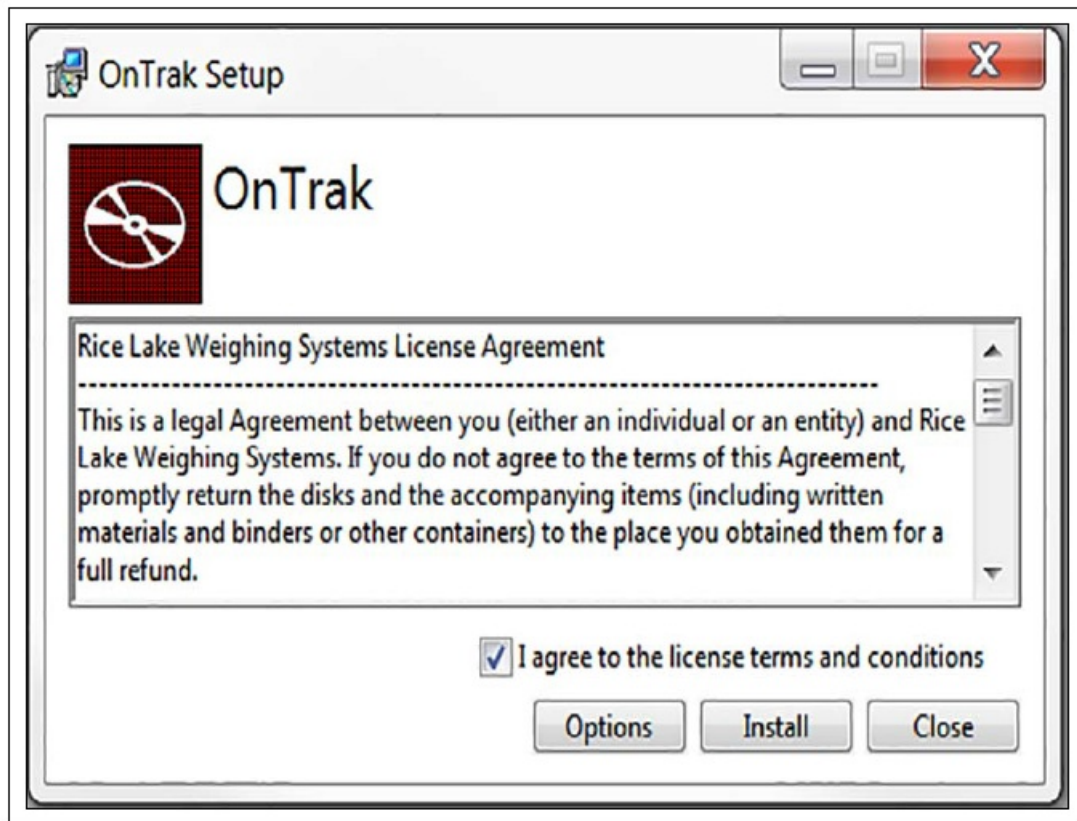 OnTrak Setup
OnTrak
Rice Lake Weighing Systems License Agreement
--------------------------------------------------------------------------------
This is a legal Agreement between you (either an individual or an entity) and Rice
Lake Weighing Systems. If you do not agree to the terms of this Agreement,
promptly return the disks and the accompanying items (including written
materials and binders or other containers) to the place you obtained them for a
full refund.
I agree to the license terms and conditions
Options Install Close